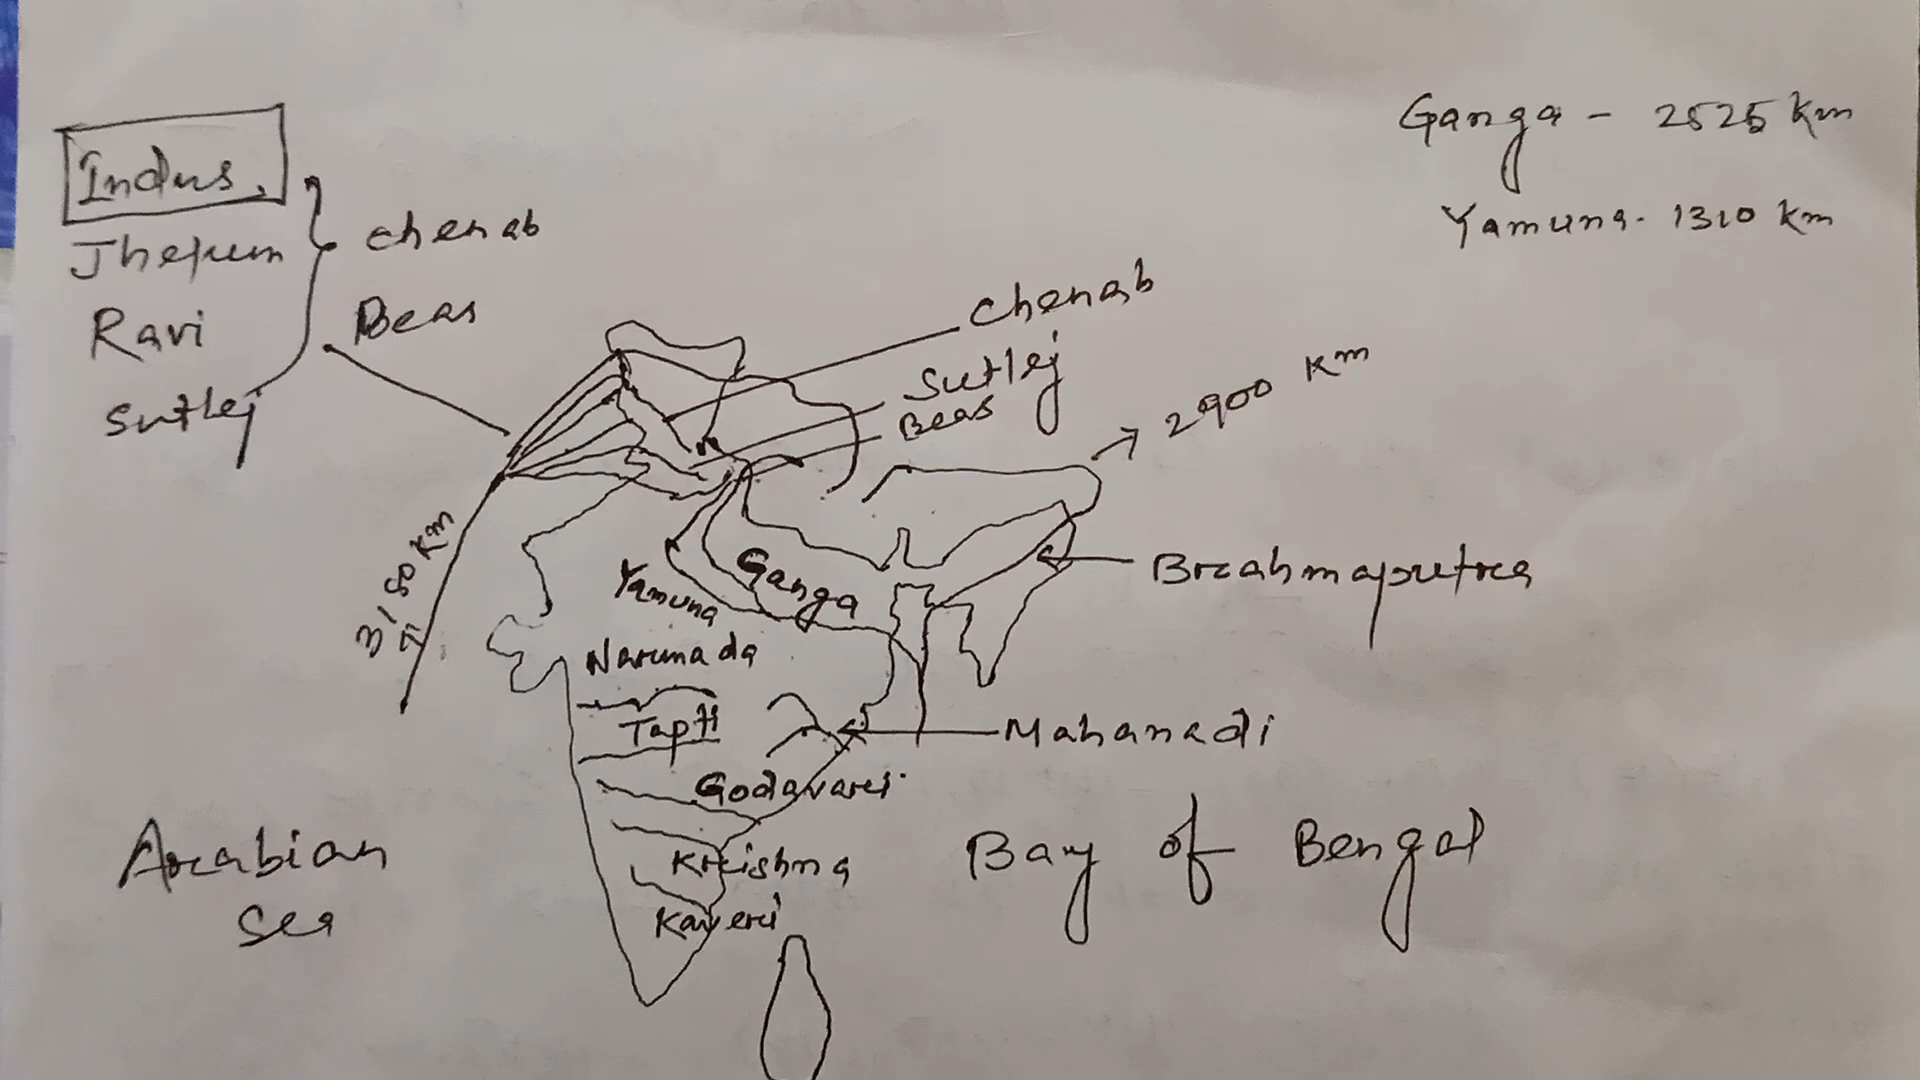 Ganga - 2525 km
Indus.
Yamuna. 1310 km
Jhelum
chenab
Ravi
Beas
Chenab
Sutlej
Sutlej
Beas
2900 km
3180 km
Ganga
Yamuna
Brahmaputra
Narmada
Tapti
Mahanadi
Godavari
Arabian
Sea
Krishna
Bay of Bengal
Kaveri